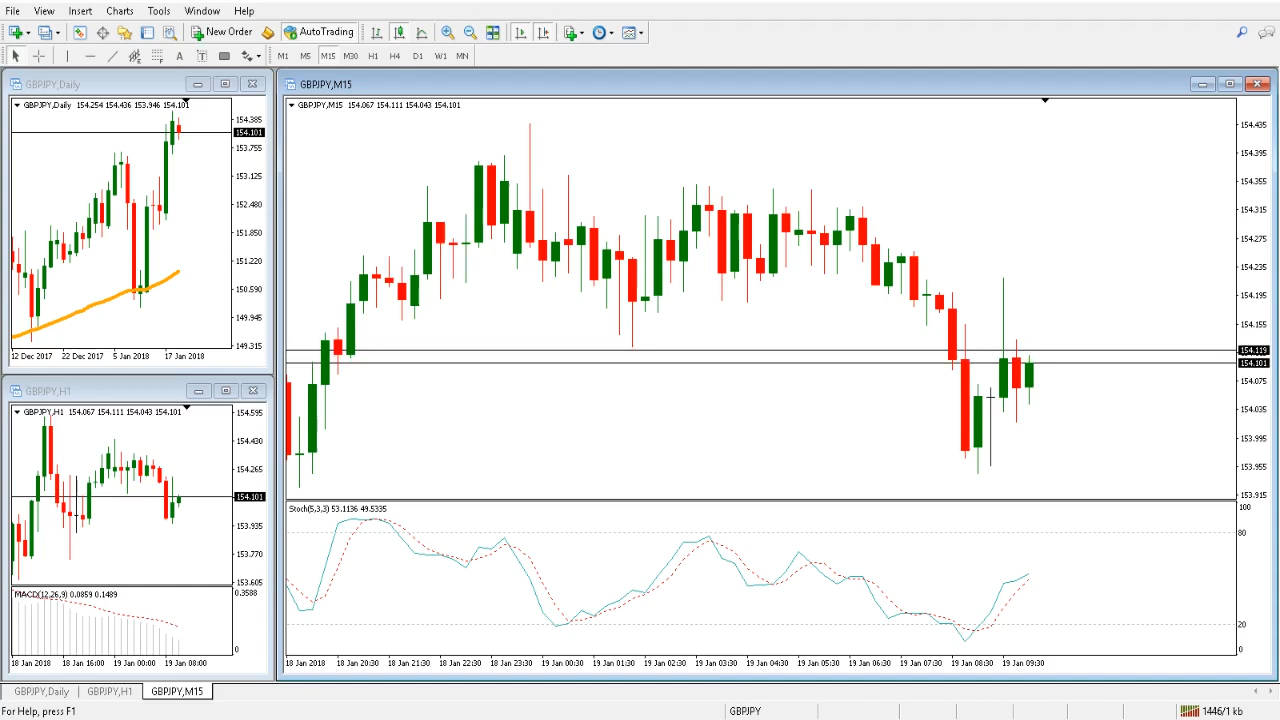 File View Insert Charts Tools Window Help
New Order AutoTrading
A T M1 M5 M15 M30 H1 H4 D1 W1 MN
GBPJPY,Daily
GBPJPY,Daily 154.254 154.436 153.946 154.101
154.385
154.101
153.755
153.125
152.480
151.850
151.220
150.590
149.945
149.315
12 Dec 2017 22 Dec 2017 5 Jan 2018 17 Jan 2018
GBPJPY,H1
GBPJPY,H1 154.067 154.111 154.043 154.101
154.595
154.430
154.265
154.101
153.935
153.770
153.605
MACD(12,26,9) 0.0859 0.1489
0.3588
0
18 Jan 2018 18 Jan 16:00 19 Jan 00:00 19 Jan 08:00
GBPJPY,M15
GBPJPY,M15 154.067 154.111 154.043 154.101
154.435
154.395
154.355
154.315
154.275
154.235
154.195
154.155
154.119
154.101
154.075
154.035
153.995
153.955
153.915
Stoch(5,3,3) 53.1136 49.5335
100
80
20
0
18 Jan 2018 18 Jan 20:30 18 Jan 21:30 18 Jan 22:30 18 Jan 23:30 19 Jan 00:30 19 Jan 01:30 19 Jan 02:30 19 Jan 03:30 19 Jan 04:30 19 Jan 05:30 19 Jan 06:30 19 Jan 07:30 19 Jan 08:30 19 Jan 09:30
GBPJPY,Daily GBPJPY,H1 GBPJPY,M15
For Help, press F1 GBPJPY 1446/1 kb